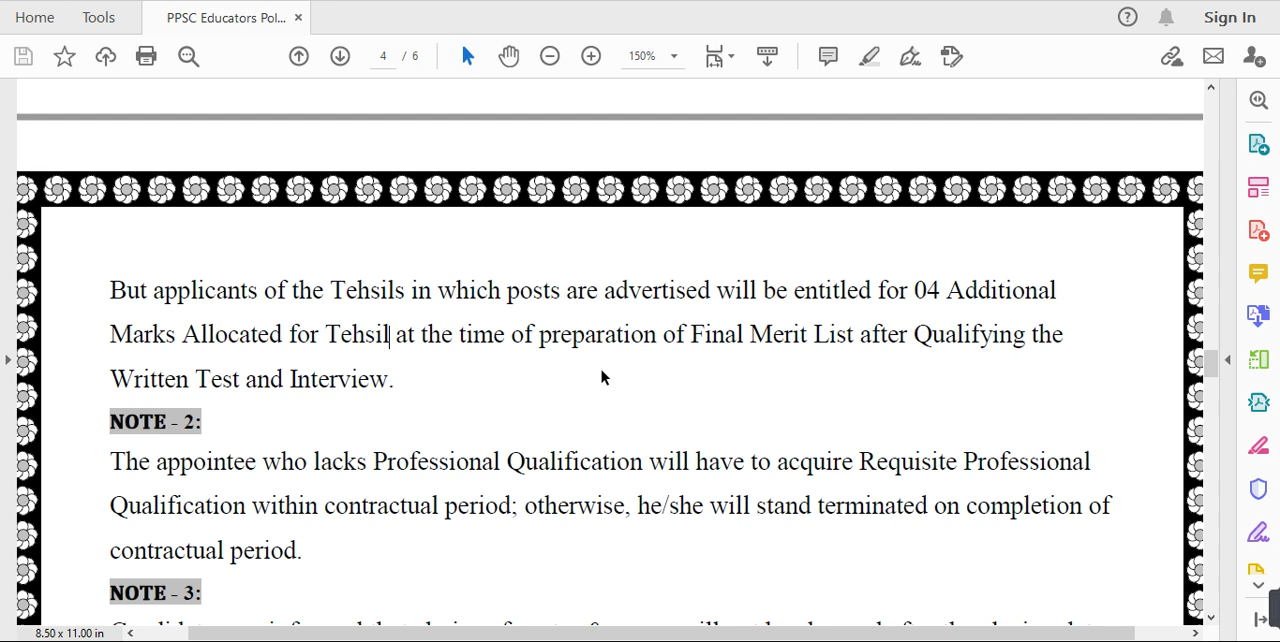 Home Tools PPSC Educators Pol... × Sign In
4 / 6 150%
But applicants of the Tehsils in which posts are advertised will be entitled for 04 Additional
Marks Allocated for Tehsil at the time of preparation of Final Merit List after Qualifying the
Written Test and Interview.
NOTE - 2:
The appointee who lacks Professional Qualification will have to acquire Requisite Professional
Qualification within contractual period; otherwise, he/she will stand terminated on completion of
contractual period.
NOTE - 3:
8.50 x 11.00 in